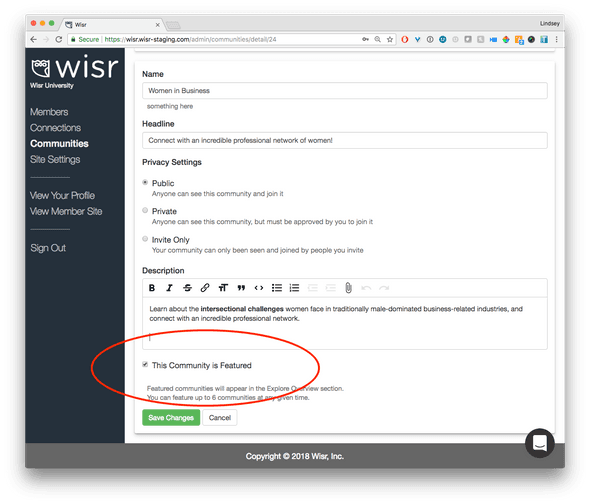 Wisr
Lindsey
Secure
https://wisr.wisr-staging.com/admin/communities/detail/24
wisr
Wisr University
Members
Connections
Communities
Site Settings
View Your Profile
View Member Site
Sign Out
Name
Women in Business
something here
Headline
Connect with an incredible professional network of women!
Privacy Settings
Public
Anyone can see this community and join it
Private
Anyone can see this community, but must be approved by you to join it
Invite Only
Your community can only been seen and joined by people you invite
Description
Learn about the intersectional challenges women face in traditionally male-dominated business-related industries, and
connect with an incredible professional network.
This Community is Featured
Featured communities will appear in the Explore Overview section.
You can feature up to 6 communities at any given time.
Save Changes
Cancel
Copyright © 2018 Wisr, Inc.